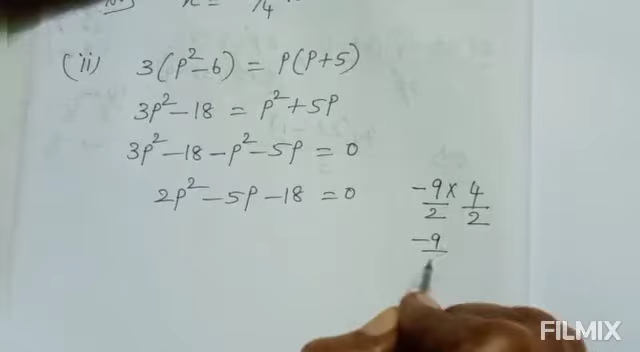 (ii) 3(p²-6) = p(p+5)
3p²-18 = p²+5p
3p²-18-p²-5p = 0
2p²-5p-18 = 0
-9/2 × 4/2
-9
FILMIX